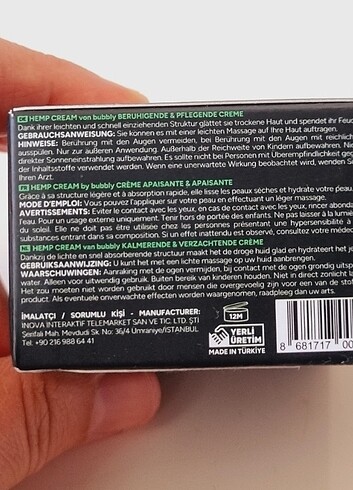 DE HEMP CREAM von bubbly BERUHIGENDE & PFLEGENDE CREME
Dank ihrer leichten und schnell einziehenden Struktur glättet sie trockene Haut und spendet ihr Feuc
GEBRAUCHSANWEISUNG: Sie können es mit einer leichten Massage auf Ihre Haut auftragen.
HINWEISE: Berührung mit den Augen vermeiden, bei Berührung mit den Augen mit reichlich
ausspülen. Nur zur äußeren Anwendung. Außerhalb der Reichweite von Kindern aufbewahren. Nic
direkter Sonneneinstrahlung aufbewahren. Es sollte nicht bei Personen mit Überempfindlichkeit geg
der Inhaltsstoffe verwendet werden. Wenn eine unerwartete Wirkung beobachtet wird, wenden S
Ihren Arzt.
FR HEMP CREAM by bubbly CRÈME APAISANTE & APAISANTE
Grâce à sa structure légère et à absorption rapide, elle lisse les peaux sèches et hydrate votre peau.
MODE D'EMPLOI: Vous pouvez l'appliquer sur votre peau en effectuant un léger massage.
AVERTISSEMENTS: Eviter le contact avec les yeux, en cas de contact avec les yeux, rincer abondam
l'eau. Pour un usage externe uniquement. Tenir hors de portée des enfants. Ne pas laisser à la lumièr
du soleil. Elle ne doit pas être utilisée chez les personnes présentant une hypersensibilité
substances entrant dans sa composition. Si un effet inattendu est observé, consultez votre médeci
HEMP CREAM van bubbly KALMERENDE & VERZACHTENDE CRÈME
Dankzij de lichte en snel absorberende structuur maakt het de droge huid glad en hydrateert het je
GEBRUIKSAANWIJZING: U kunt het met een lichte massage op uw huid aanbrengen.
WAARSCHUWINGEN: Aanraking met de ogen vermijden, bij contact met de ogen grondig uitspo
water. Alleen voor uitwendig gebruik. Buiten bereik van kinderen houden. Niet in direct zonlicht la
Het zou moeten niet worden gebruikt door mensen die overgevoelig zijn voor een van de stof
product. Als eventuele onverwachte effecten worden waargenomen, raadpleeg dan uw arts.
İMALATÇI / SORUMLU KİŞİ - MANUFACTURER:
INOVA İNTERAKTİF TELEMARKET SAN VE TİC. LTD. ŞTİ
Şerifali Mah. Mevdudi Sk. No: 36/4 Ümraniye/İSTANBUL
Tel: +90 216 988 64 41
12M
YERLİ
ÜRETİM
MADE IN TÜRKİYE
8 681717 00